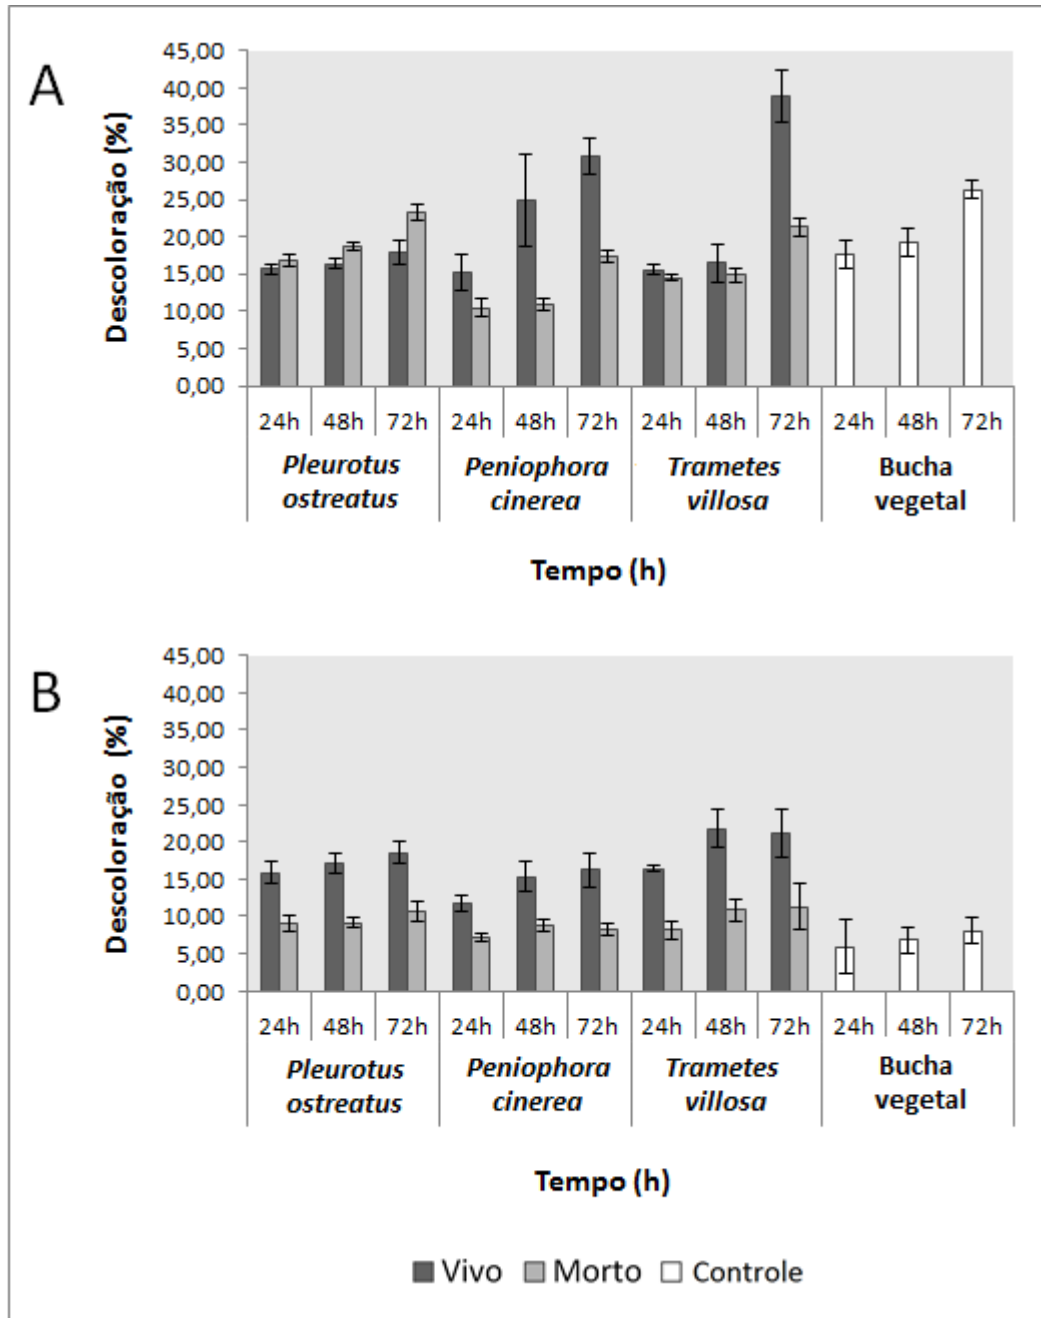 A
Descoloração (%)
45,00
40,00
35,00
30,00
25,00
20,00
15,00
10,00
5,00
0,00
24h 48h 72h 24h 48h 72h 24h 48h 72h 24h 48h 72h
Pleurotus ostreatus
Peniophora cinerea
Trametes villosa
Bucha vegetal
Tempo (h)
B
Descoloração (%)
45,00
40,00
35,00
30,00
25,00
20,00
15,00
10,00
5,00
0,00
24h 48h 72h 24h 48h 72h 24h 48h 72h 24h 48h 72h
Pleurotus ostreatus
Peniophora cinerea
Trametes villosa
Bucha vegetal
Tempo (h)
Vivo Morto Controle